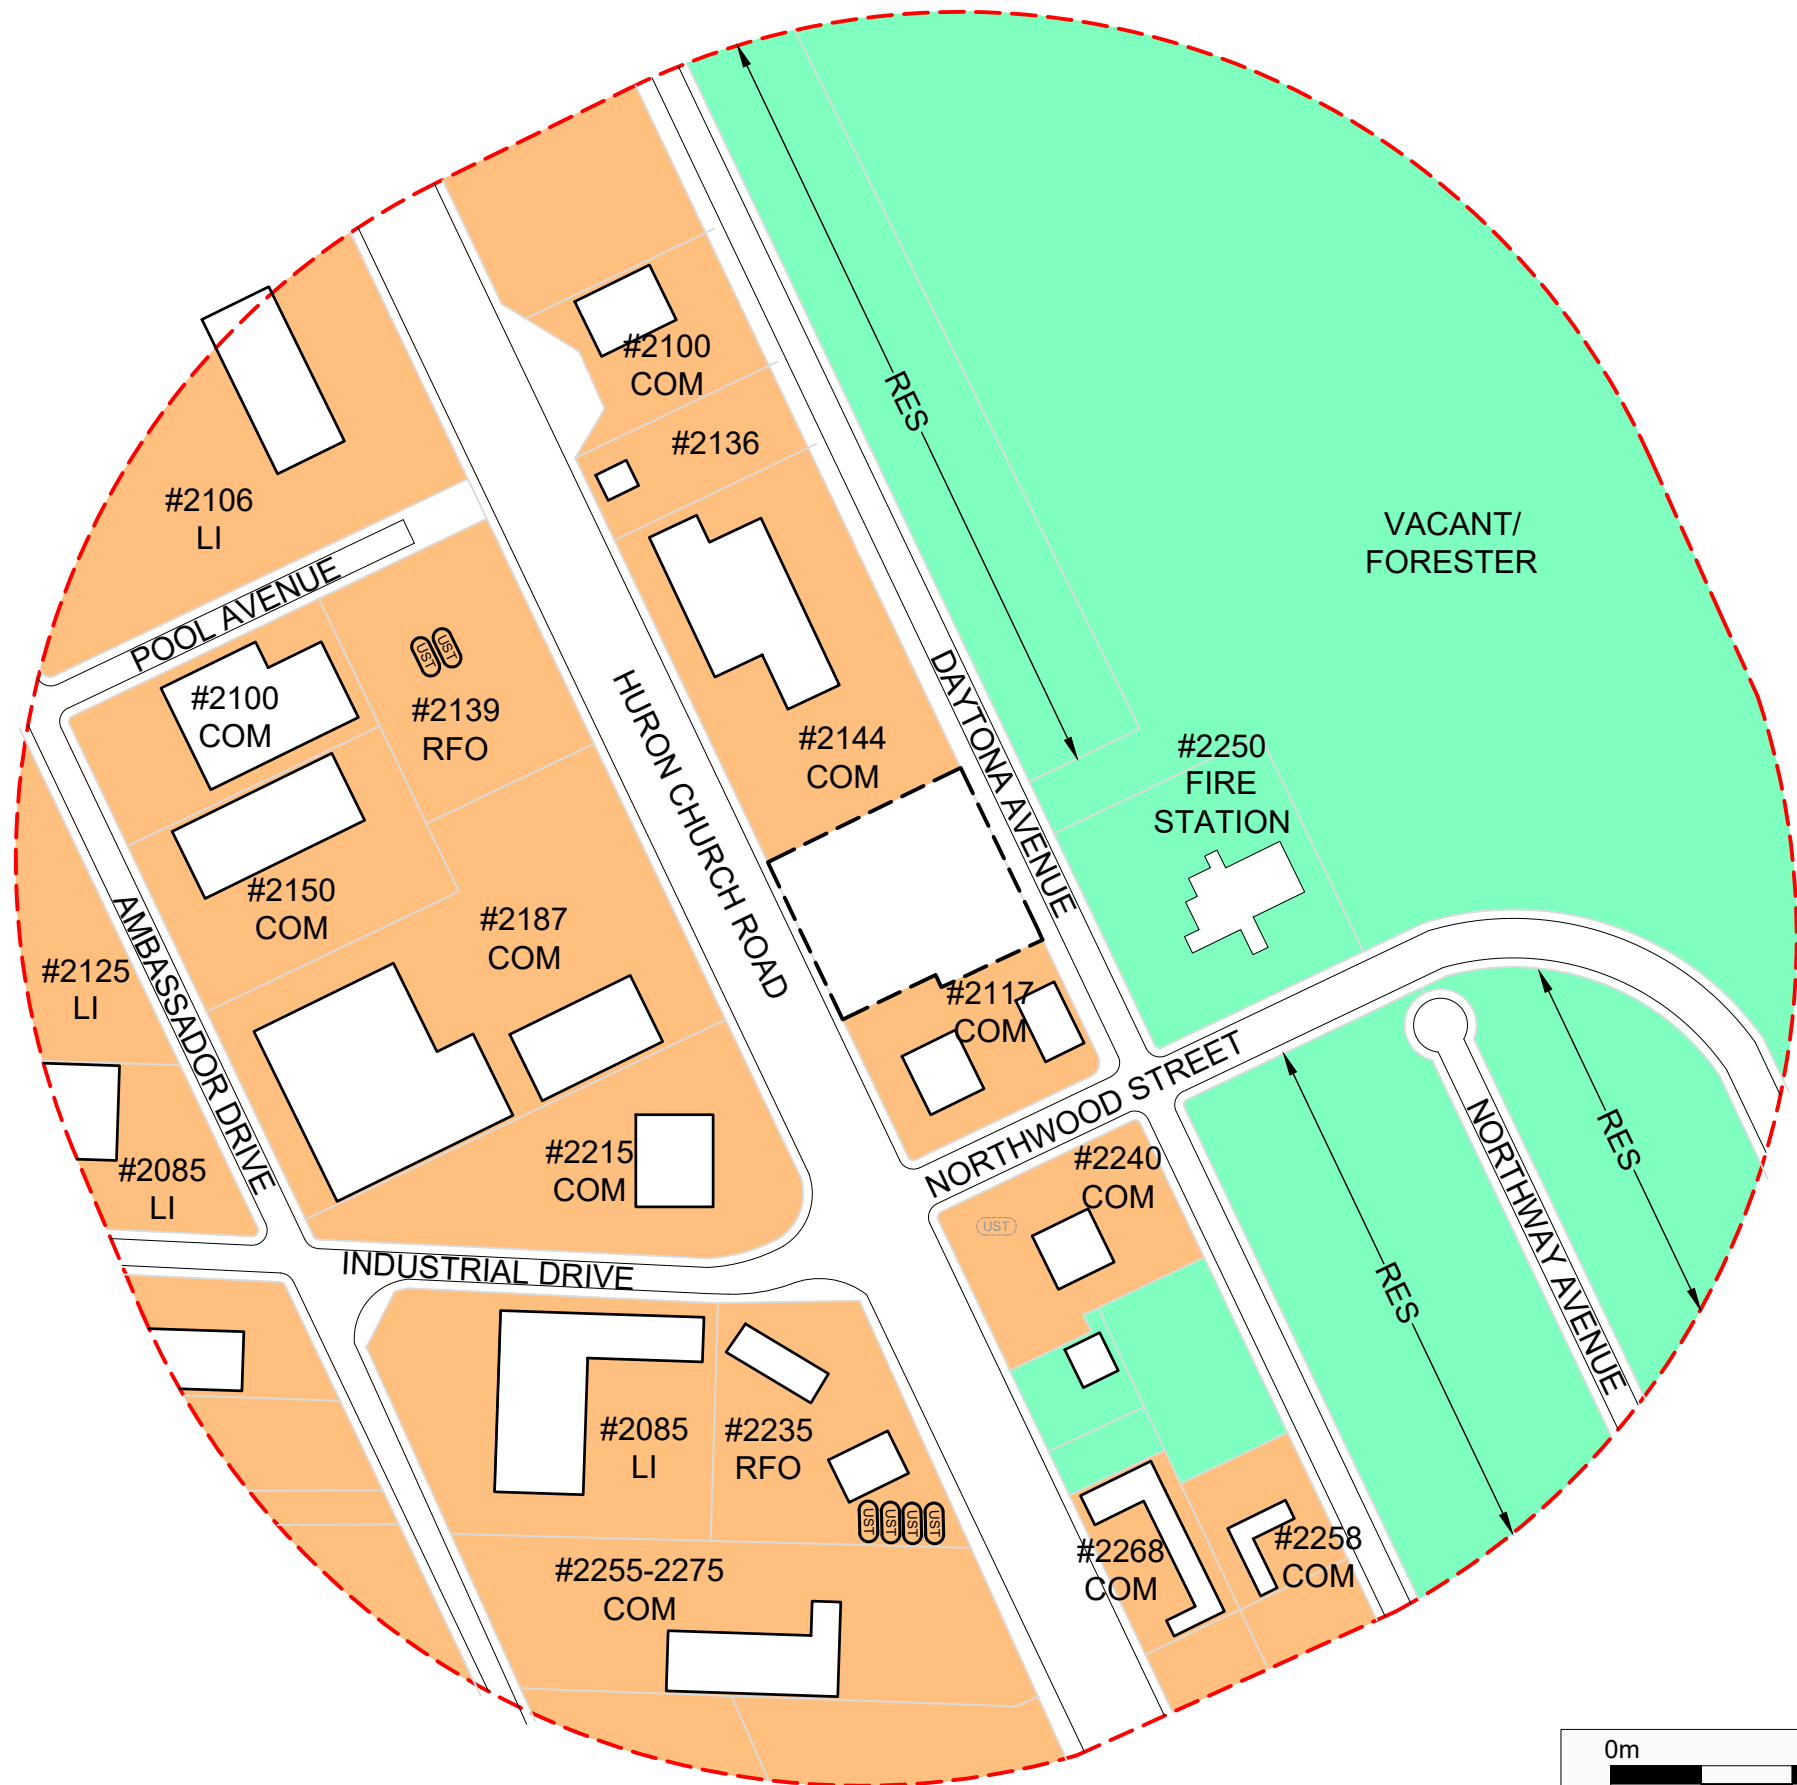 RES
#2100
COM
#2136
#2106
LI
VACANT/
FORESTER
POOL AVENUE
UST
UST
#2100
COM
#2139
RFO
HURON CHURCH ROAD
DAYTONA AVENUE
#2144
COM
#2250
FIRE
STATION
#2150
COM
#2187
COM
AMBASSADOR DRIVE
#2125
LI
#2117
COM
NORTHWOOD STREET
#2085
LI
#2215
COM
#2240
COM
UST
RES
NORTHWAY AVENUE
RES
INDUSTRIAL DRIVE
#2085
LI
#2235
RFO
UST
UST
UST
UST
#2268
COM
#2258
COM
#2255-2275
COM
0m